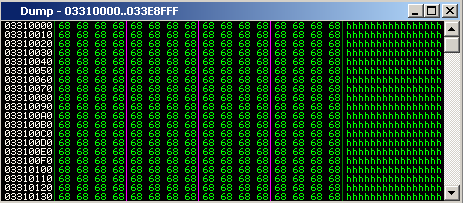 Dump - 03310000..033E8FFF
03310000 68 68 68 68 68 68 68 68 68 68 68 68 68 68 68 68 hhhhhhhhhhhhhhhh
03310010 68 68 68 68 68 68 68 68 68 68 68 68 68 68 68 68 hhhhhhhhhhhhhhhh
03310020 68 68 68 68 68 68 68 68 68 68 68 68 68 68 68 68 hhhhhhhhhhhhhhhh
03310030 68 68 68 68 68 68 68 68 68 68 68 68 68 68 68 68 hhhhhhhhhhhhhhhh
03310040 68 68 68 68 68 68 68 68 68 68 68 68 68 68 68 68 hhhhhhhhhhhhhhhh
03310050 68 68 68 68 68 68 68 68 68 68 68 68 68 68 68 68 hhhhhhhhhhhhhhhh
03310060 68 68 68 68 68 68 68 68 68 68 68 68 68 68 68 68 hhhhhhhhhhhhhhhh
03310070 68 68 68 68 68 68 68 68 68 68 68 68 68 68 68 68 hhhhhhhhhhhhhhhh
03310080 68 68 68 68 68 68 68 68 68 68 68 68 68 68 68 68 hhhhhhhhhhhhhhhh
03310090 68 68 68 68 68 68 68 68 68 68 68 68 68 68 68 68 hhhhhhhhhhhhhhhh
033100A0 68 68 68 68 68 68 68 68 68 68 68 68 68 68 68 68 hhhhhhhhhhhhhhhh
033100B0 68 68 68 68 68 68 68 68 68 68 68 68 68 68 68 68 hhhhhhhhhhhhhhhh
033100C0 68 68 68 68 68 68 68 68 68 68 68 68 68 68 68 68 hhhhhhhhhhhhhhhh
033100D0 68 68 68 68 68 68 68 68 68 68 68 68 68 68 68 68 hhhhhhhhhhhhhhhh
033100E0 68 68 68 68 68 68 68 68 68 68 68 68 68 68 68 68 hhhhhhhhhhhhhhhh
033100F0 68 68 68 68 68 68 68 68 68 68 68 68 68 68 68 68 hhhhhhhhhhhhhhhh
03310100 68 68 68 68 68 68 68 68 68 68 68 68 68 68 68 68 hhhhhhhhhhhhhhhh
03310110 68 68 68 68 68 68 68 68 68 68 68 68 68 68 68 68 hhhhhhhhhhhhhhhh
03310120 68 68 68 68 68 68 68 68 68 68 68 68 68 68 68 68 hhhhhhhhhhhhhhhh
03310130 68 68 68 68 68 68 68 68 68 68 68 68 68 68 68 68 hhhhhhhhhhhhhhhh